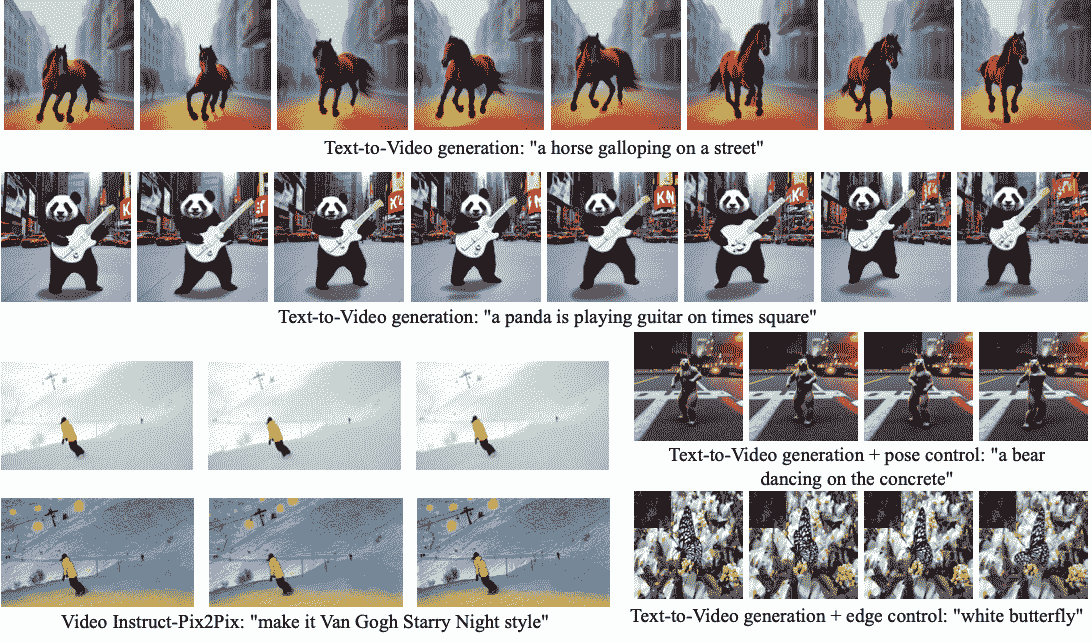 Text-to-Video generation: "a horse galloping on a street"
Text-to-Video generation: "a panda is playing guitar on times square"
Text-to-Video generation + pose control: "a bear
dancing on the concrete"
Video Instruct-Pix2Pix: "make it Van Gogh Starry Night style"
Text-to-Video generation + edge control: "white butterfly"